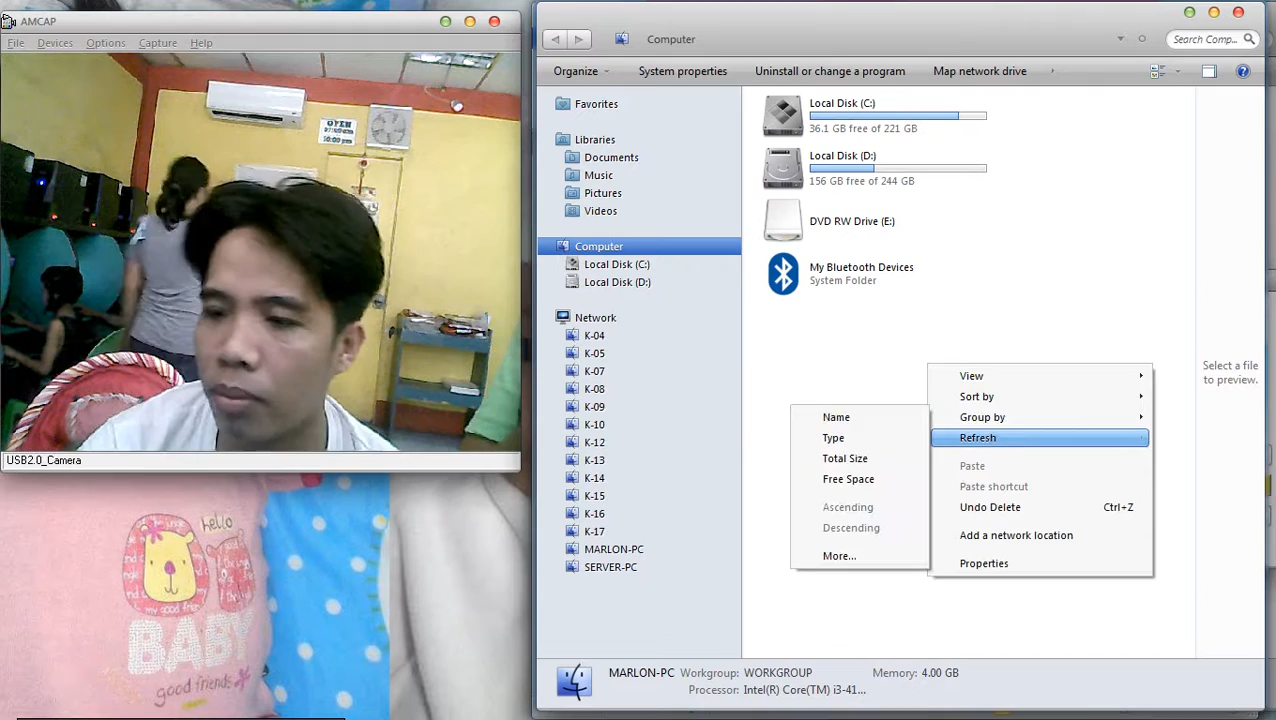 AMCAP
File Devices Options Capture Help
OPEN
USB2.0_Camera
hello
BABY
good friends
Computer
Search Comp...
Organize System properties Uninstall or change a program Map network drive
Favorites
Libraries
Documents
Music
Pictures
Videos
Computer
Local Disk (C:)
Local Disk (D:)
Network
K-04
K-05
K-07
K-08
K-09
K-10
K-12
K-13
K-14
K-15
K-16
K-17
MARLON-PC
SERVER-PC
Local Disk (C:)
36.1 GB free of 221 GB
Local Disk (D:)
156 GB free of 244 GB
DVD RW Drive (E:)
My Bluetooth Devices
System Folder
Select a file
to preview.
Name
Type
Total Size
Free Space
Ascending
Descending
More...
View
Sort by
Group by
Refresh
Paste
Paste shortcut
Undo Delete Ctrl+Z
Add a network location
Properties
MARLON-PC Workgroup: WORKGROUP Memory: 4.00 GB
Processor: Intel(R) Core(TM) i3-41...